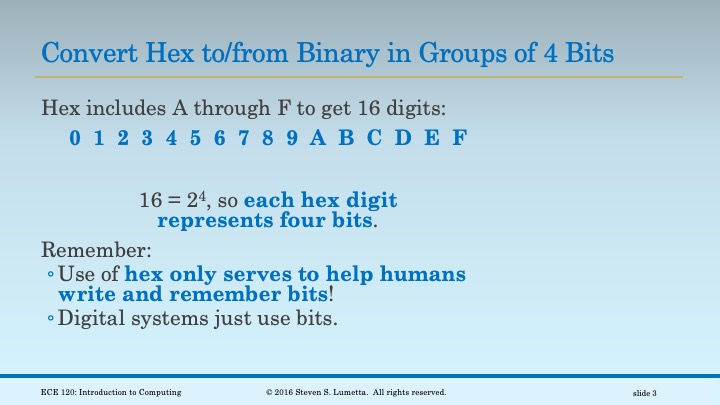 Convert Hex to/from Binary in Groups of 4 Bits
Hex includes A through F to get 16 digits:
0 1 2 3 4 5 6 7 8 9 A B C D E F
16 = 2⁴, so each hex digit
represents four bits.
Remember:
◦Use of hex only serves to help humans
write and remember bits!
◦Digital systems just use bits.
ECE 120: Introduction to Computing © 2016 Steven S. Lumetta. All rights reserved. slide 3